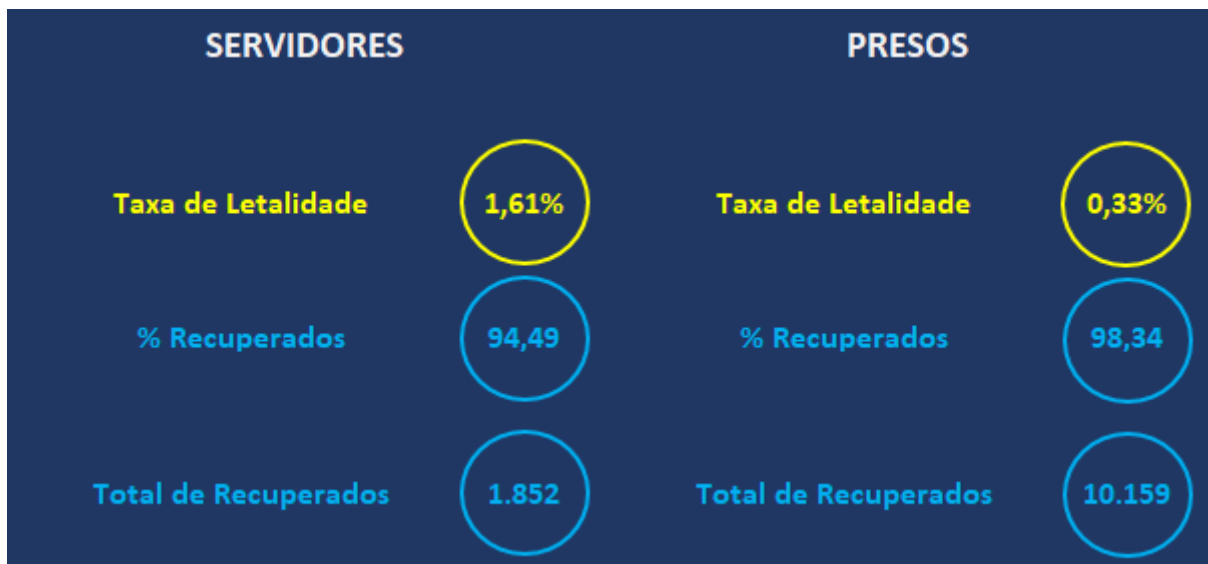 SERVIDORES
PRESOS
Taxa de Letalidade 1,61% Taxa de Letalidade 0,33%
% Recuperados 94,49 % Recuperados 98,34
Total de Recuperados 1.852 Total de Recuperados 10.159